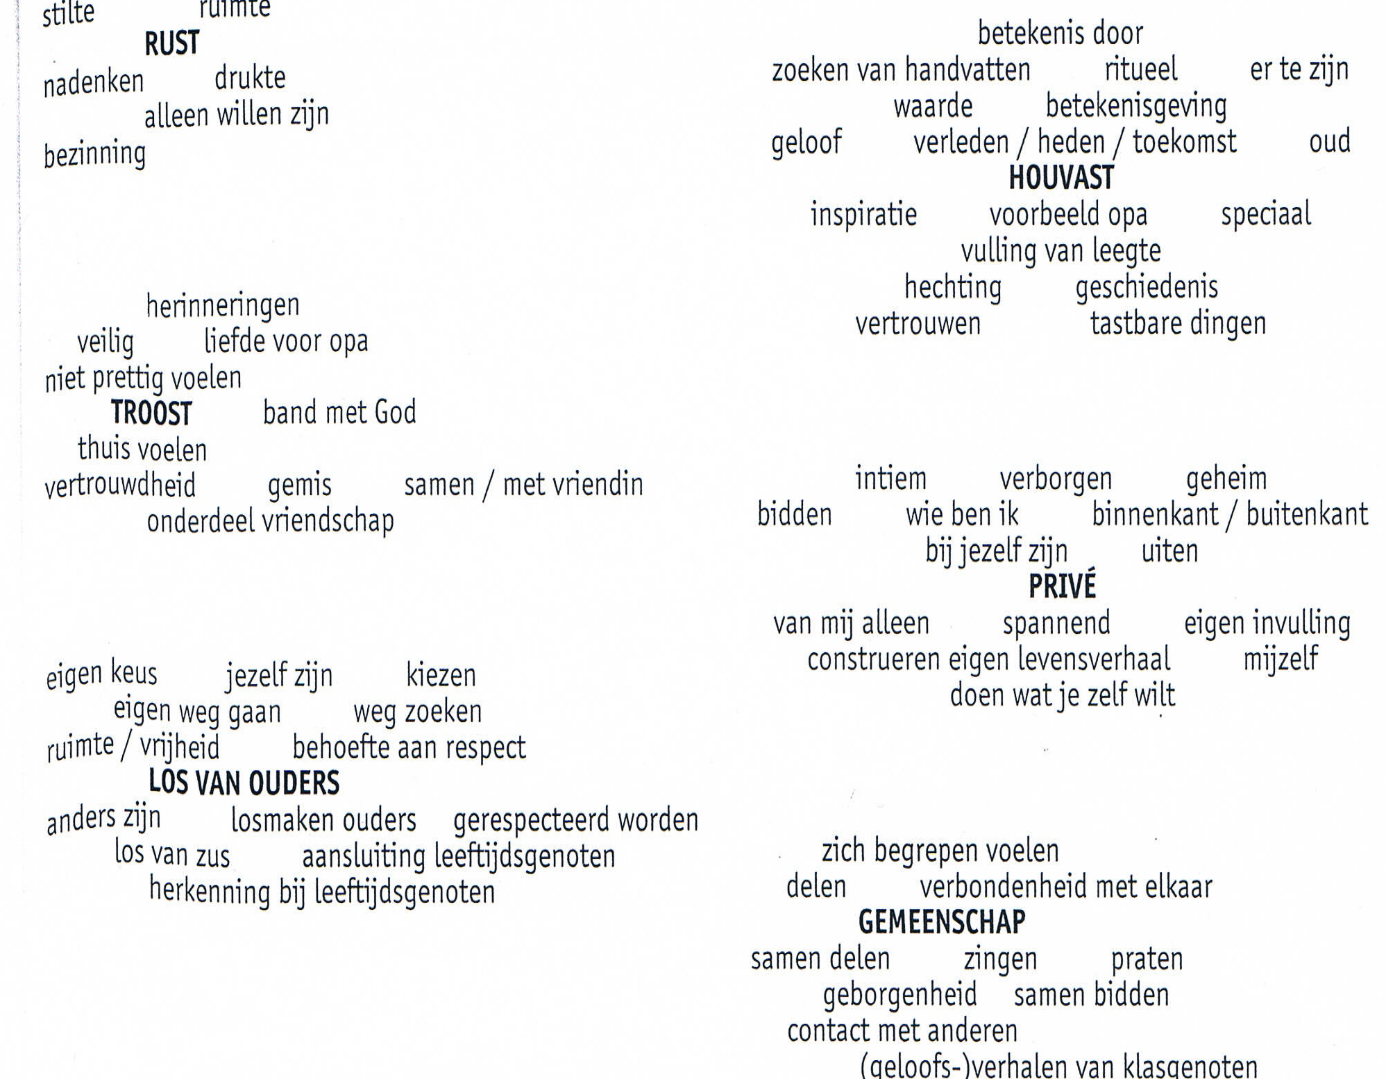 stilte ruimte
RUST
nadenken drukte
alleen willen zijn
bezinning
herinneringen
veilig liefde voor opa
niet prettig voelen
TROOST band met God
thuis voelen
vertrouwdheid gemis samen / met vriendin
onderdeel vriendschap
eigen keus jezelf zijn kiezen
eigen weg gaan weg zoeken
ruimte / vrijheid behoefte aan respect
LOS VAN OUDERS
anders zijn losmaken ouders gerespecteerd worden
los van zus aansluiting leeftijdsgenoten
herkenning bij leeftijdsgenoten
betekenis door
zoeken van handvatten ritueel er te zijn
waarde betekenisgeving
geloof verleden / heden / toekomst oud
HOUVAST
inspiratie voorbeeld opa speciaal
vulling van leegte
hechting geschiedenis
vertrouwen tastbare dingen
intiem verborgen geheim
bidden wie ben ik binnenkant / buitenkant
bij jezelf zijn uiten
PRIVÉ
van mij alleen spannend eigen invulling
construeren eigen levensverhaal mijzelf
doen wat je zelf wilt
zich begrepen voelen
delen verbondenheid met elkaar
GEMEENSCHAP
samen delen zingen praten
geborgenheid samen bidden
contact met anderen
(geloofs-)verhalen van klasgenoten